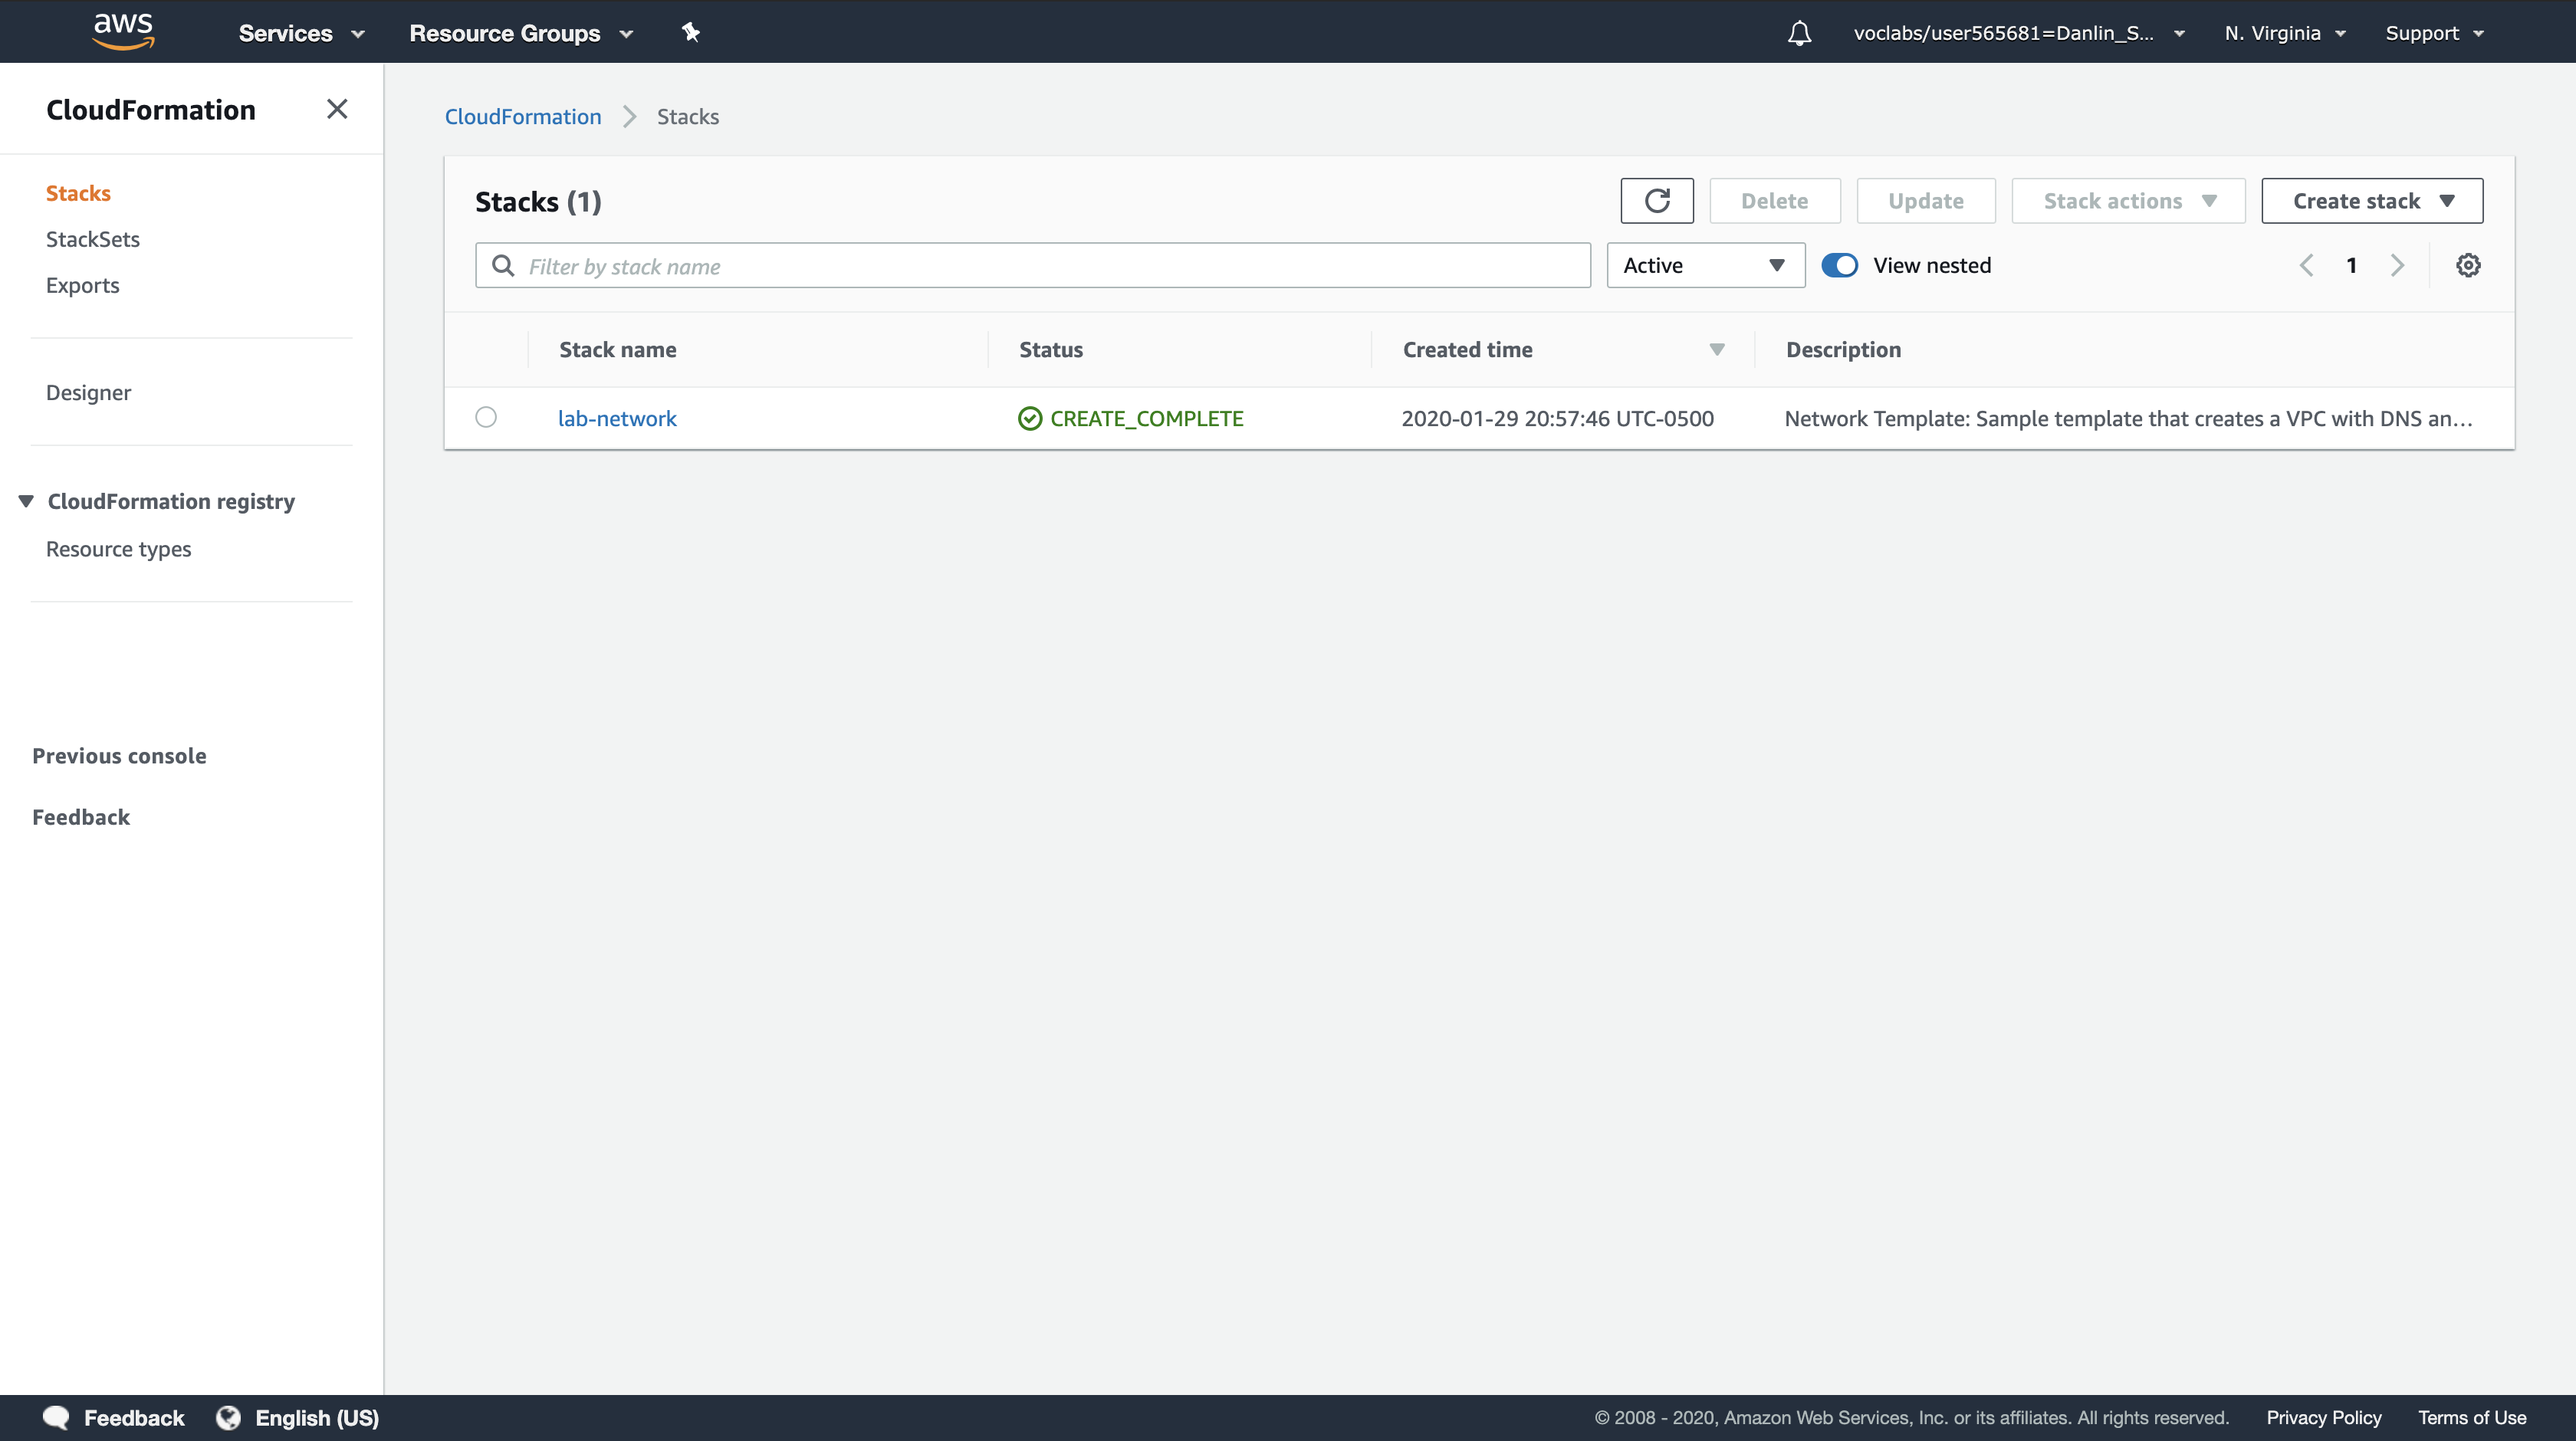 aws Services Resource Groups voclabs/user565681=Danlin_S... N. Virginia Support
CloudFormation
Stacks
StackSets
Exports
Designer
CloudFormation registry
Resource types
Previous console
Feedback
CloudFormation Stacks
Stacks (1) Delete Update Stack actions Create stack
Filter by stack name Active View nested 1
Stack name Status Created time Description
lab-network CREATE_COMPLETE 2020-01-29 20:57:46 UTC-0500 Network Template: Sample template that creates a VPC with DNS an...
Feedback English (US) © 2008 - 2020, Amazon Web Services, Inc. or its affiliates. All rights reserved. Privacy Policy Terms of Use